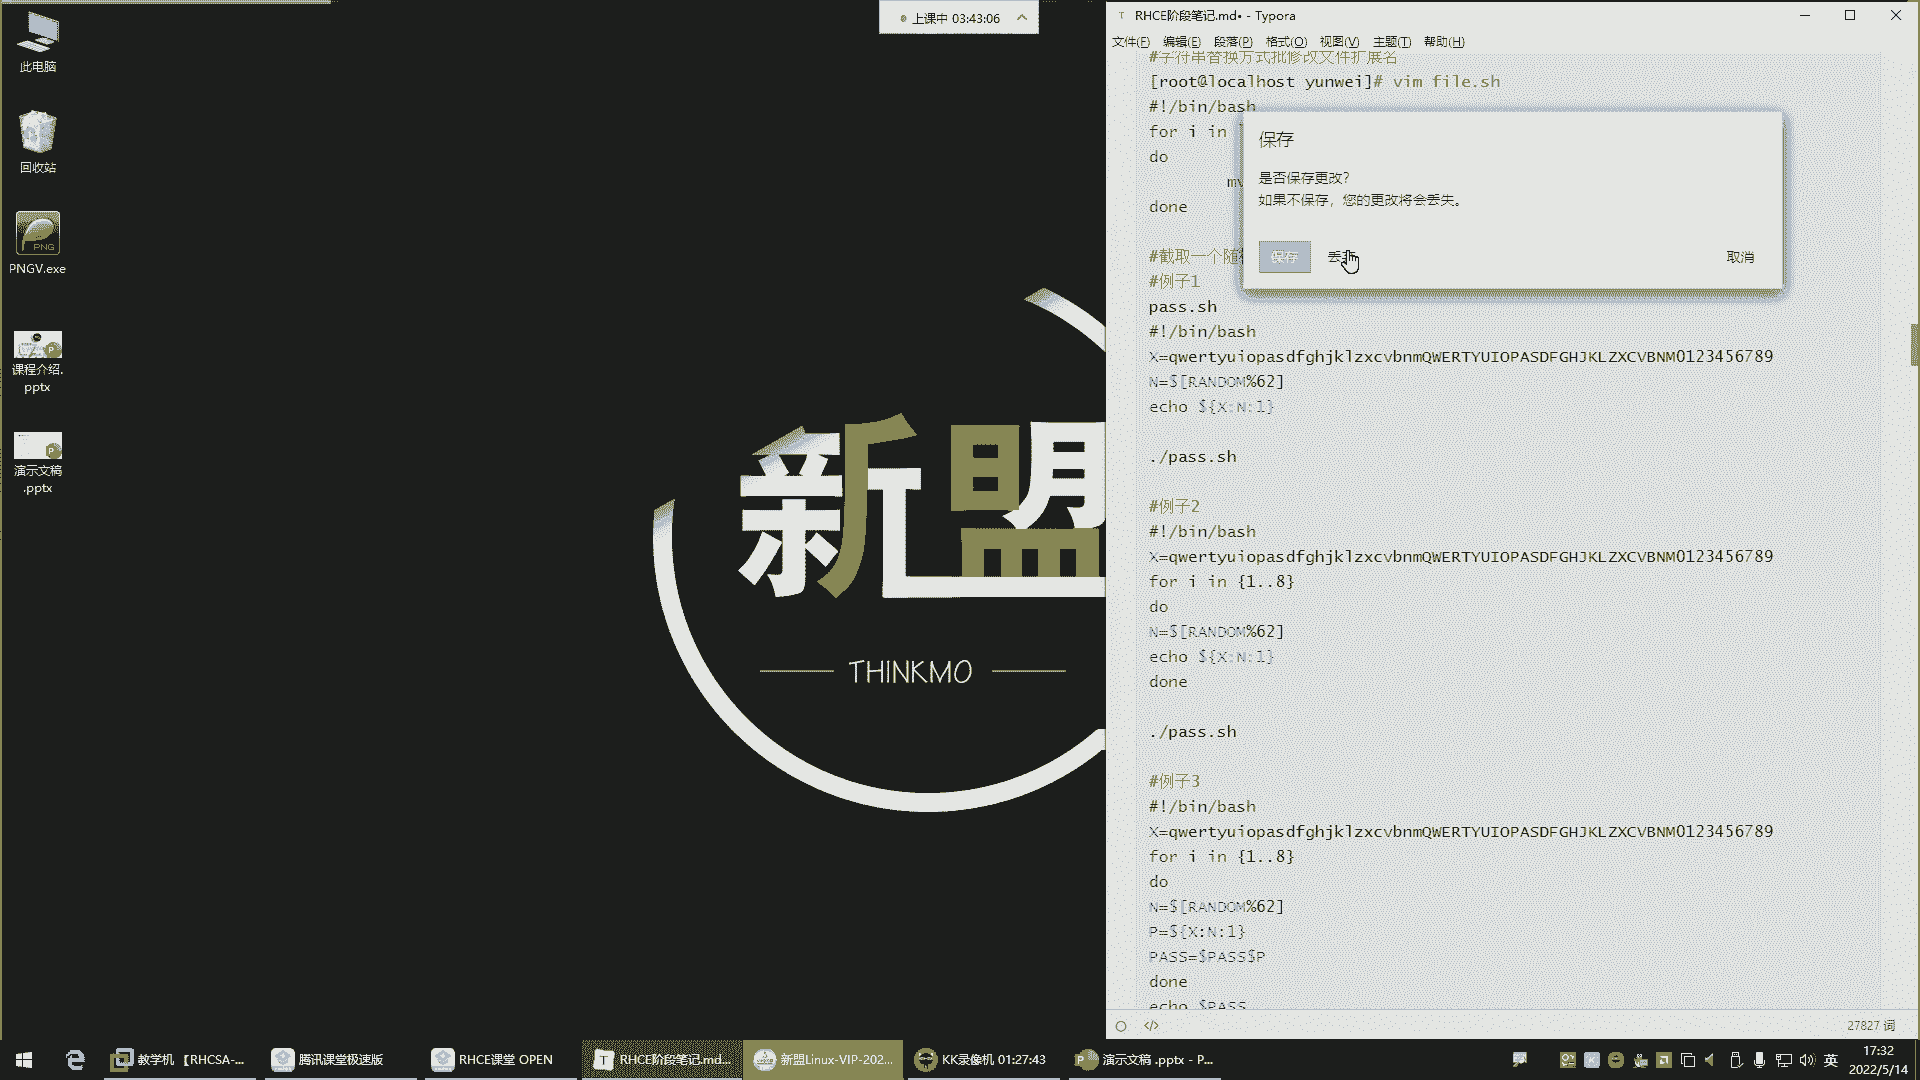 上课中 03:43:06
此电脑
回收站
PNG
PNGV.exe
课程介绍.
pptx
演示文稿
.pptx
新盟
THINKMO
RHCE阶段笔记.md• - Typora
文件(F) 编辑(E) 段落(P) 格式(O) 视图(V) 主题(T) 帮助(H)
#字符串替换方式批修改文件扩展名
[root@localhost yunwei]# vim file.sh
#!/bin/bash
for i in
do
mv
done
保存
是否保存更改?
如果不保存，您的更改将会丢失。
保存 丢 取消
#截取一个随
#例子1
pass.sh
#!/bin/bash
X=qwertyuiopasdfghjklzxcvbnmQWERTYUIOPASDFGHJKLZXCVBNM0123456789
N=$[RANDOM%62]
echo ${X:N:1}
./pass.sh
#例子2
#!/bin/bash
X=qwertyuiopasdfghjklzxcvbnmQWERTYUIOPASDFGHJKLZXCVBNM0123456789
for i in {1..8}
do
N=$[RANDOM%62]
echo ${X:N:1}
done
./pass.sh
#例子3
#!/bin/bash
X=qwertyuiopasdfghjklzxcvbnmQWERTYUIOPASDFGHJKLZXCVBNM0123456789
for i in {1..8}
do
N=$[RANDOM%62]
P=${X:N:1}
PASS=$PASS$P
done
echo $PASS
27827 词
教学机 【RHCSA-... 腾讯课堂极速版 RHCE课堂 OPEN RHCE阶段笔记.md... 新盟Linux-VIP-202... KK录像机 01:27:43 演示文稿 .pptx - P... 英 17:32
2022/5/14